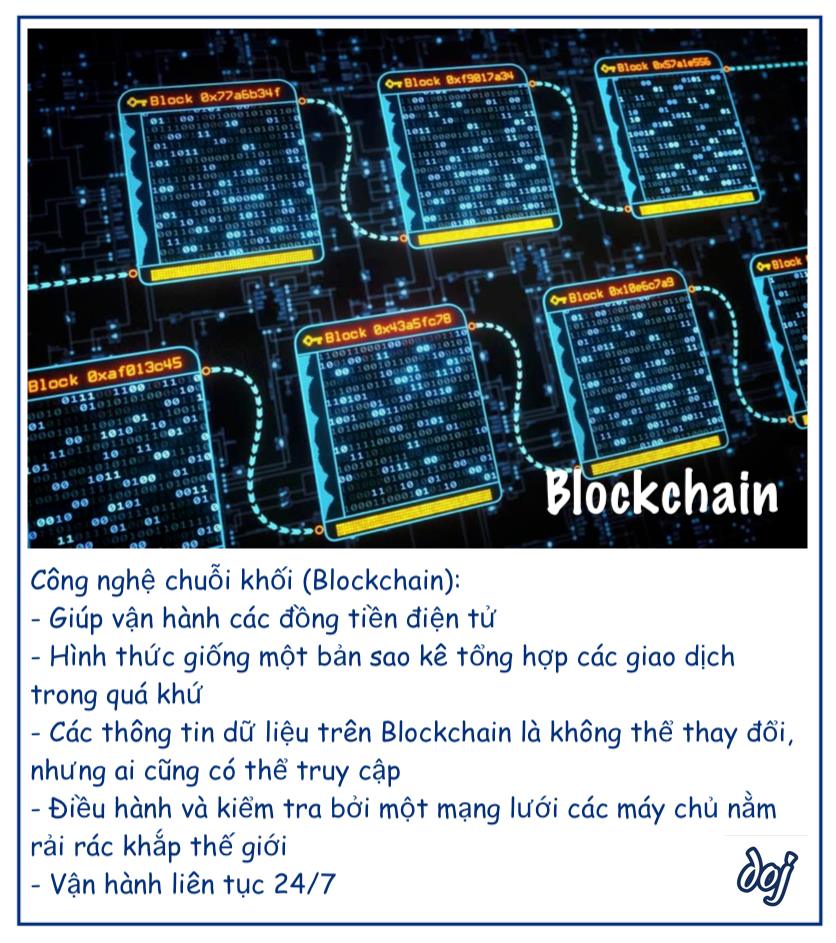 Block 0x77a6b34f
Block 0xf9017a34
Block 0x57a1e556
Block 0xaf013c45
Block 0x43a5fc78
Block 0x10e6c7a9
Block
Blockchain
Công nghệ chuỗi khối (Blockchain):
- Giúp vận hành các đồng tiền điện tử
- Hình thức giống một bản sao kê tổng hợp các giao dịch
trong quá khứ
- Các thông tin dữ liệu trên Blockchain là không thể thay đổi,
nhưng ai cũng có thể truy cập
- Điều hành và kiểm tra bởi một mạng lưới các máy chủ nằm
rải rác khắp thế giới
- Vận hành liên tục 24/7
doj